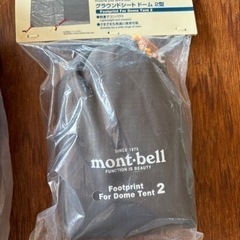 グラウンドシート ドーム 2型
Footprint For Dome Tent 2
SINCE 1975
mont·bell
FUNCTION IS BEAUTY
Footprint
For Dome Tent 2